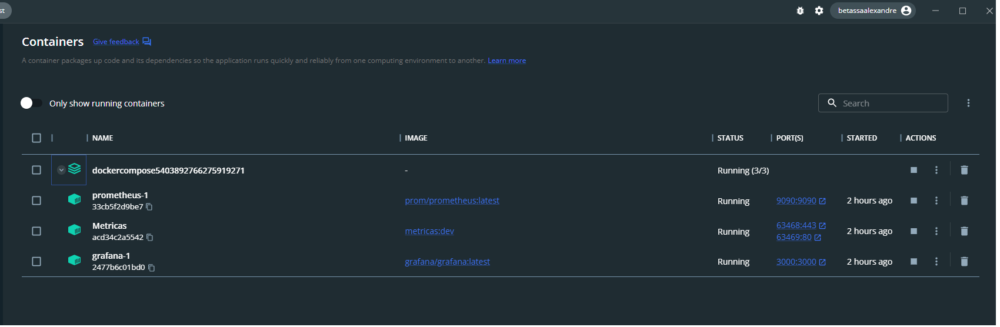 st
betassaalexandre
Containers Give feedback
A container packages up code and its dependencies so the application runs quickly and reliably from one computing environment to another. Learn more
Only show running containers
Search
NAME IMAGE STATUS PORT(S) STARTED ACTIONS
dockercompose5403892766275919271 - Running (3/3)
prometheus-1
33cb5f2d9be7
prom/prometheus:latest Running 9090:9090 2 hours ago
Metricas
acd34c2a5542
metricas:dev Running 63468:443 2 hours ago
63469:80
grafana-1
2477b6c01bd0
grafana/grafana:latest Running 3000:3000 2 hours ago